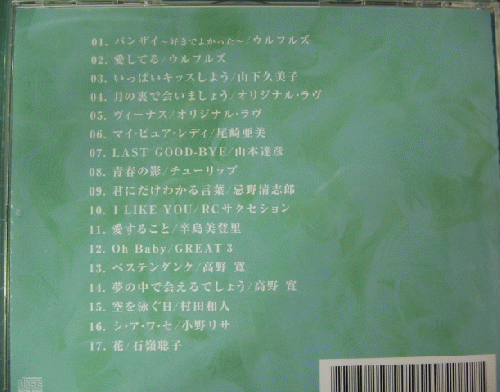 01. バンザイ〜好きでよかった〜/ウルフルズ
02. 愛してる/ウルフルズ
03. いっぱいキッスしよう/山下久美子
04. 月の裏で会いましょう/オリジナル・ラヴ
05. ヴィーナス/オリジナル・ラヴ
06. マイ・ピュア・レディ/尾崎亜美
07. LAST GOOD-BYE/山本達彦
08. 青春の影/チューリップ
09. 君にだけわかる言葉/忌野清志郎
10. I LIKE YOU/RCサクセション
11. 愛すること/辛島美登里
12. Oh Baby/GREAT 3
13. ベステンダンク/高野 寛
14. 夢の中で会えるでしょう/高野 寛
15. 空を泳ぐ日/村田和人
16. シ・ア・ワ・セ/小野リサ
17. 花/石嶺聡子